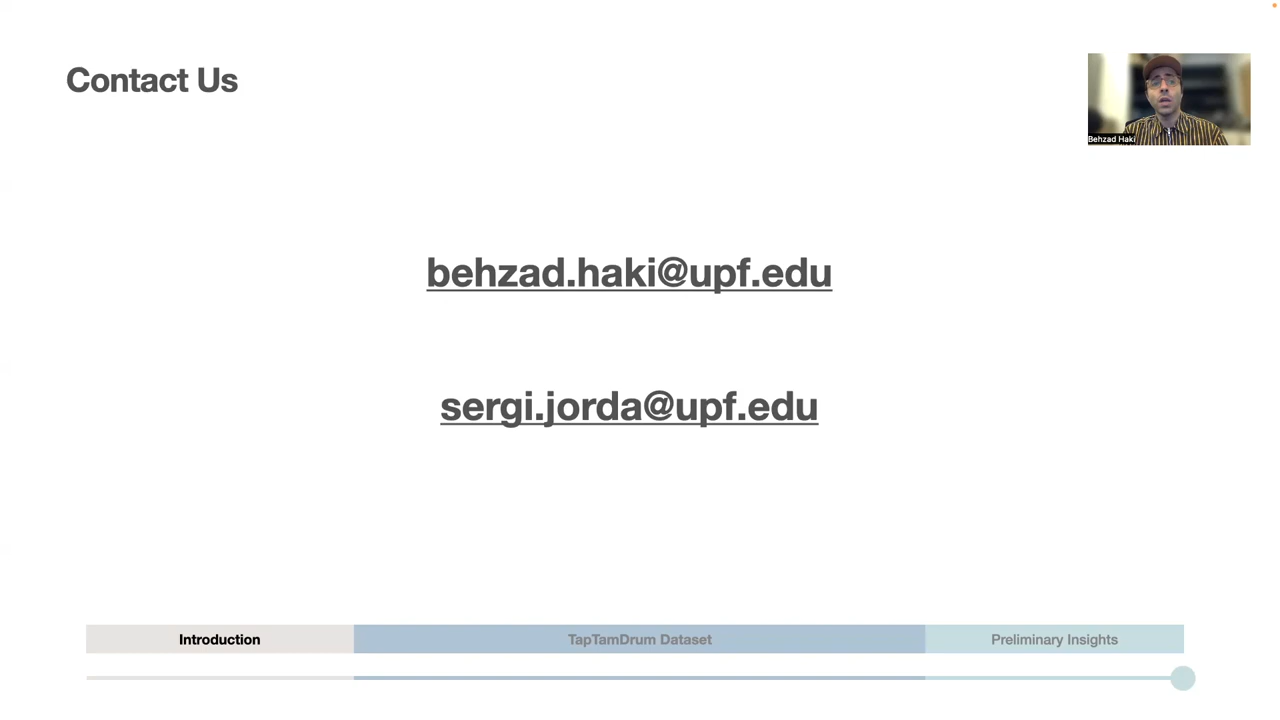 Contact Us
Behzad Haki
behzad.haki@upf.edu
sergi.jorda@upf.edu
Introduction
TapTamDrum Dataset
Preliminary Insights